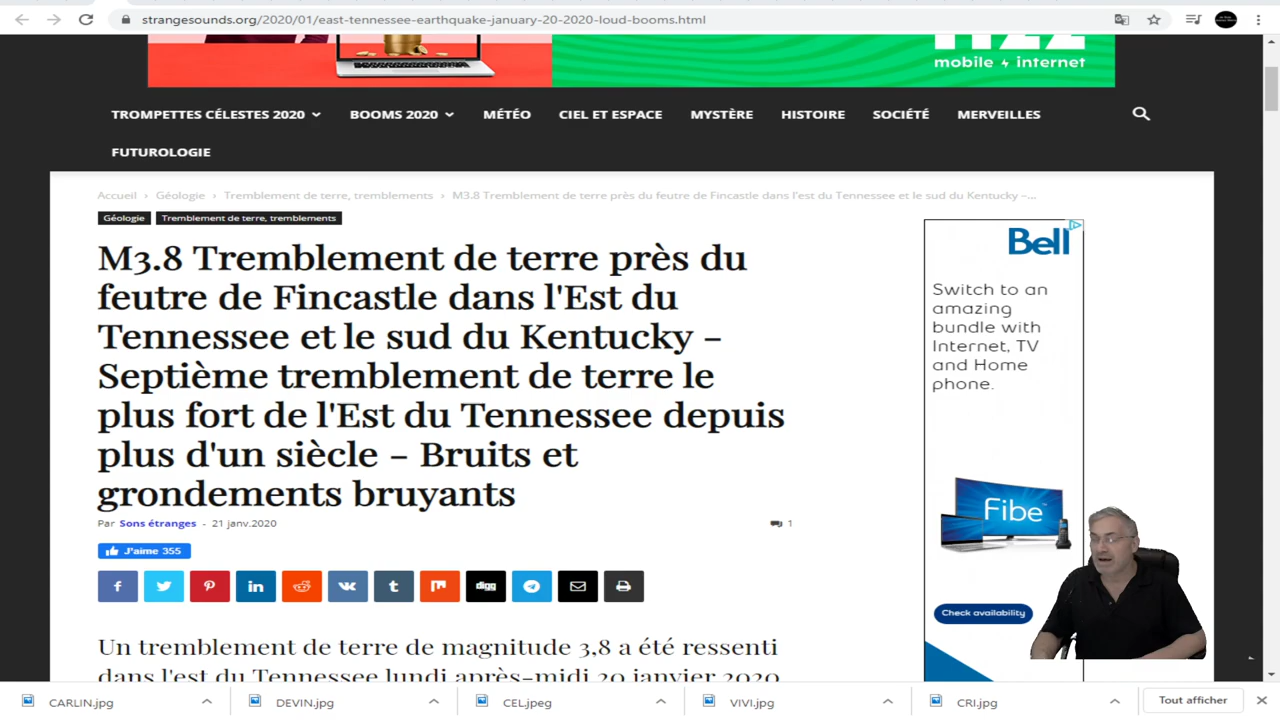 strangesounds.org/2020/01/east-tennessee-earthquake-january-20-2020-loud-booms.html
mobile + internet
TROMPETTES CÉLESTES 2020
BOOMS 2020
MÉTÉO
CIEL ET ESPACE
MYSTÈRE
HISTOIRE
SOCIÉTÉ
MERVEILLES
FUTUROLOGIE
Accueil › Géologie › Tremblement de terre, tremblements › M3.8 Tremblement de terre près du feutre de Fincastle dans l'est du Tennessee et le sud du Kentucky –...
Géologie
Tremblement de terre, tremblements
M3.8 Tremblement de terre près du
feutre de Fincastle dans l'Est du
Tennessee et le sud du Kentucky –
Septième tremblement de terre le
plus fort de l'Est du Tennessee depuis
plus d'un siècle – Bruits et
grondements bruyants
Par Sons étranges - 21 janv.2020
1
J'aime 355
digg
Un tremblement de terre de magnitude 3,8 a été ressenti
dans l'est du Tennessee lundi après-midi 20 janvier 2020
Bell
Switch to an
amazing
bundle with
Internet, TV
and Home
phone.
Fibe
Check availability
CARLIN.jpg
DEVIN.jpg
CEL.jpeg
VIVI.jpg
CRI.jpg
Tout afficher